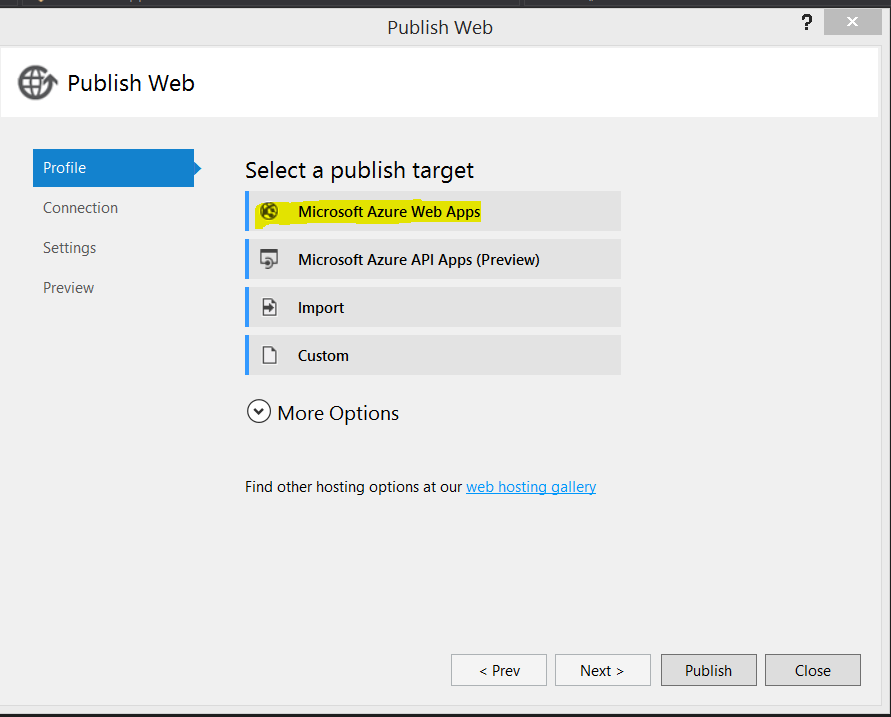 Publish Web
?
Publish Web
Profile
Connection
Settings
Preview
Select a publish target
Microsoft Azure Web Apps
Microsoft Azure API Apps (Preview)
Import
Custom
More Options
Find other hosting options at our web hosting gallery
< Prev
Next >
Publish
Close